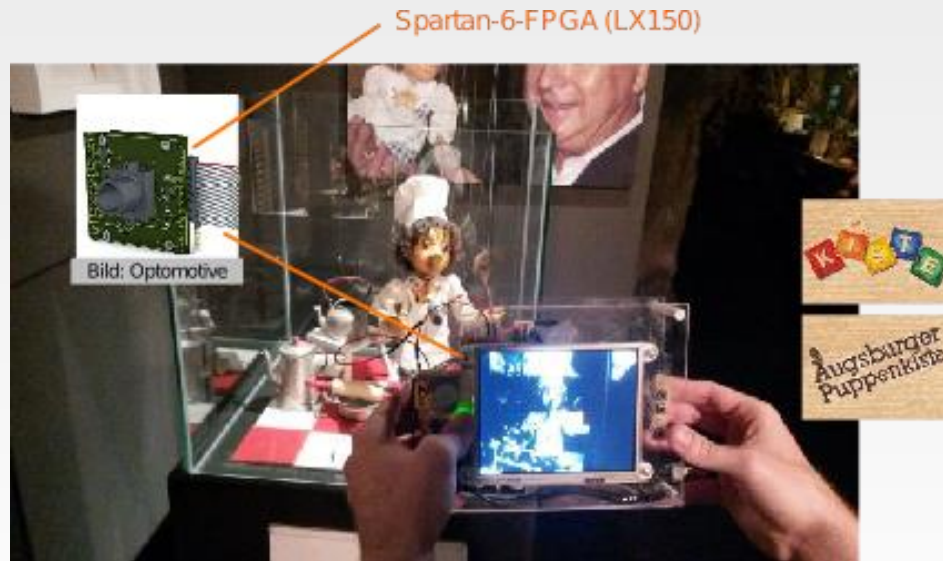 Spartan-6-FPGA (LX150)
Bild: Optomotive
KISTE
Augsburger
Puppenkiste